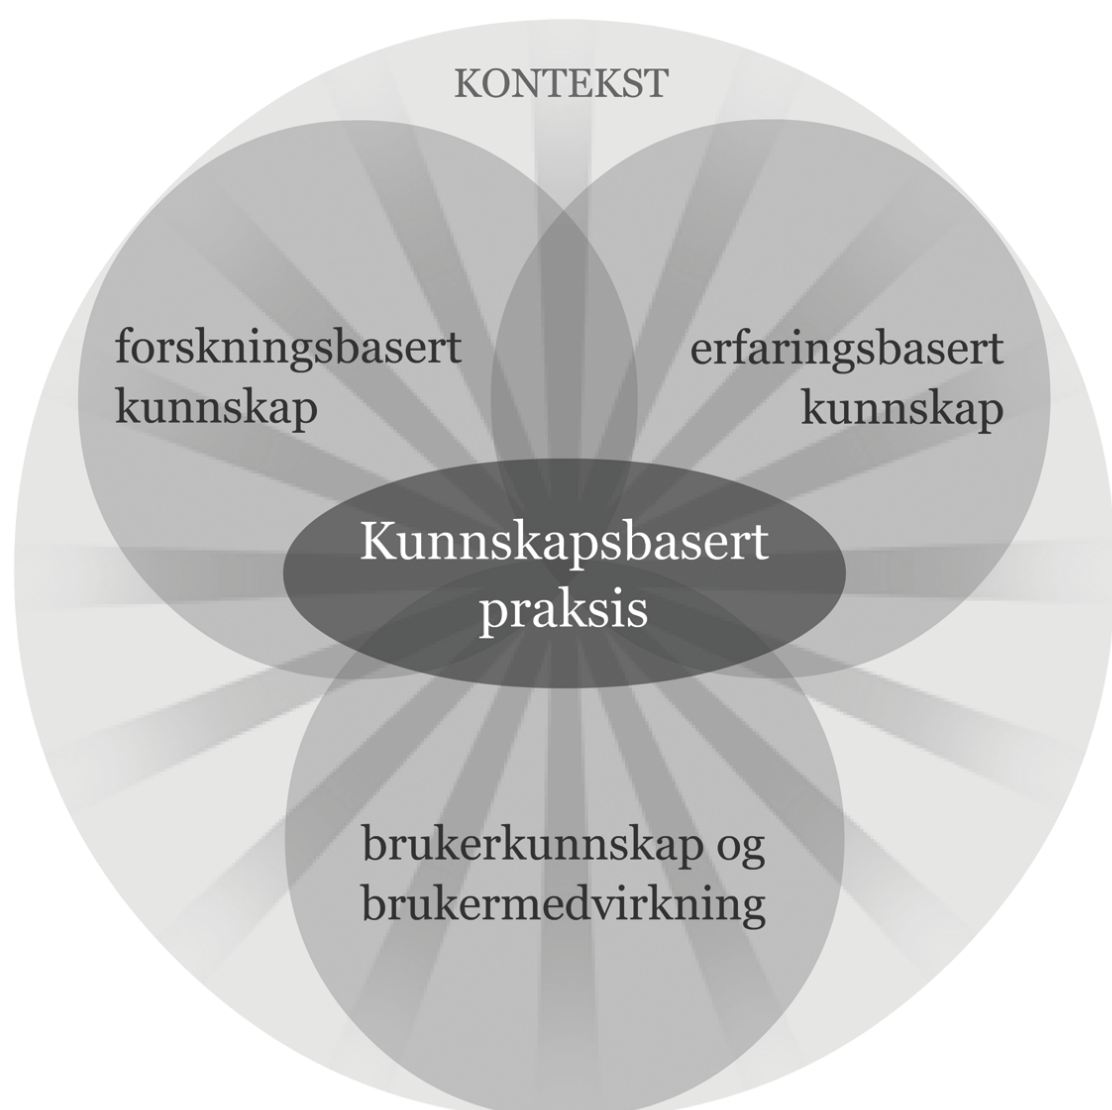 KONTEKST
forskningsbasert
kunnskap
erfaringsbasert
kunnskap
Kunnskapsbasert
praksis
brukerkunnskap og
brukermedvirkning